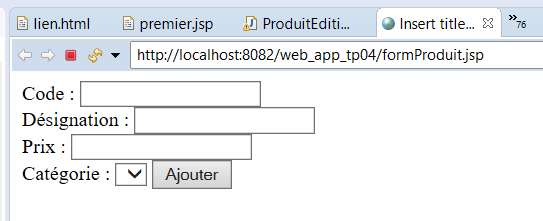 lien.html premier.jsp ProduitEditi... Insert title... »76
http://localhost:8082/web_app_tp04/formProduit.jsp
Code :
Désignation :
Prix :
Catégorie : Ajouter